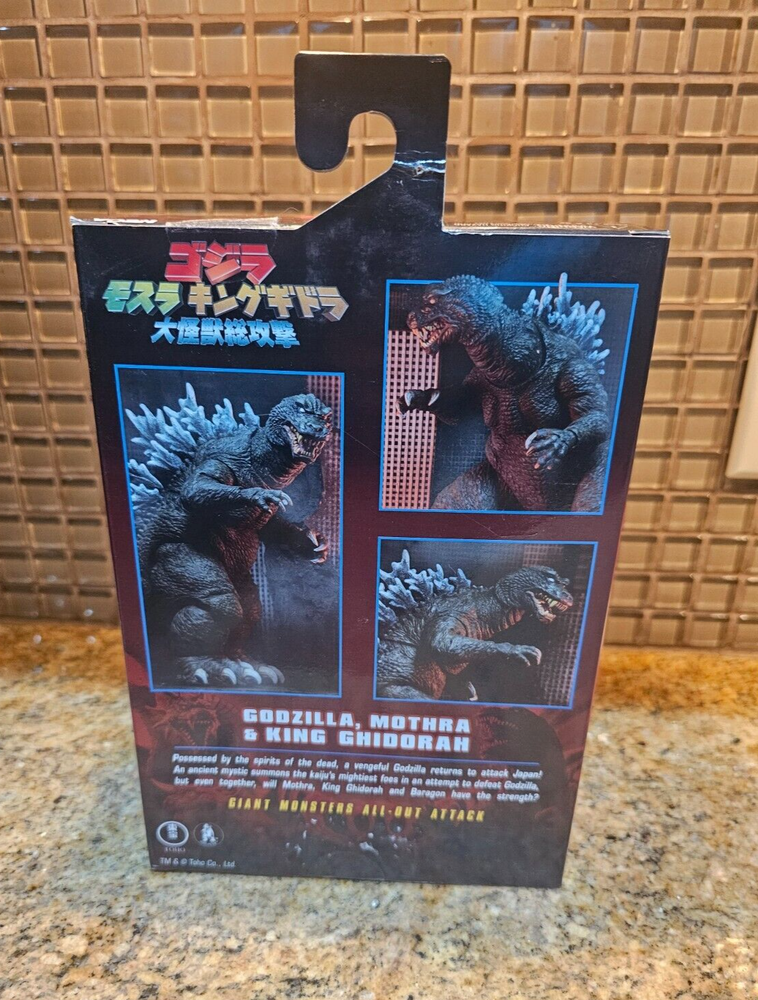 ゴジラ
モスラ キングギドラ
大怪獣総攻撃
GODZILLA, MOTHRA
& KING GHIDORAH
Possessed by the spirits of the dead, a vengeful Godzilla returns to attack Japan!
An ancient mystic summons the kaiju's mightiest foes in an attempt to defeat Godzilla,
but even together, will Mothra, King Ghidorah and Baragon have the strength?
GIANT MONSTERS ALL-OUT ATTACK
TM & © Toho Co., Ltd